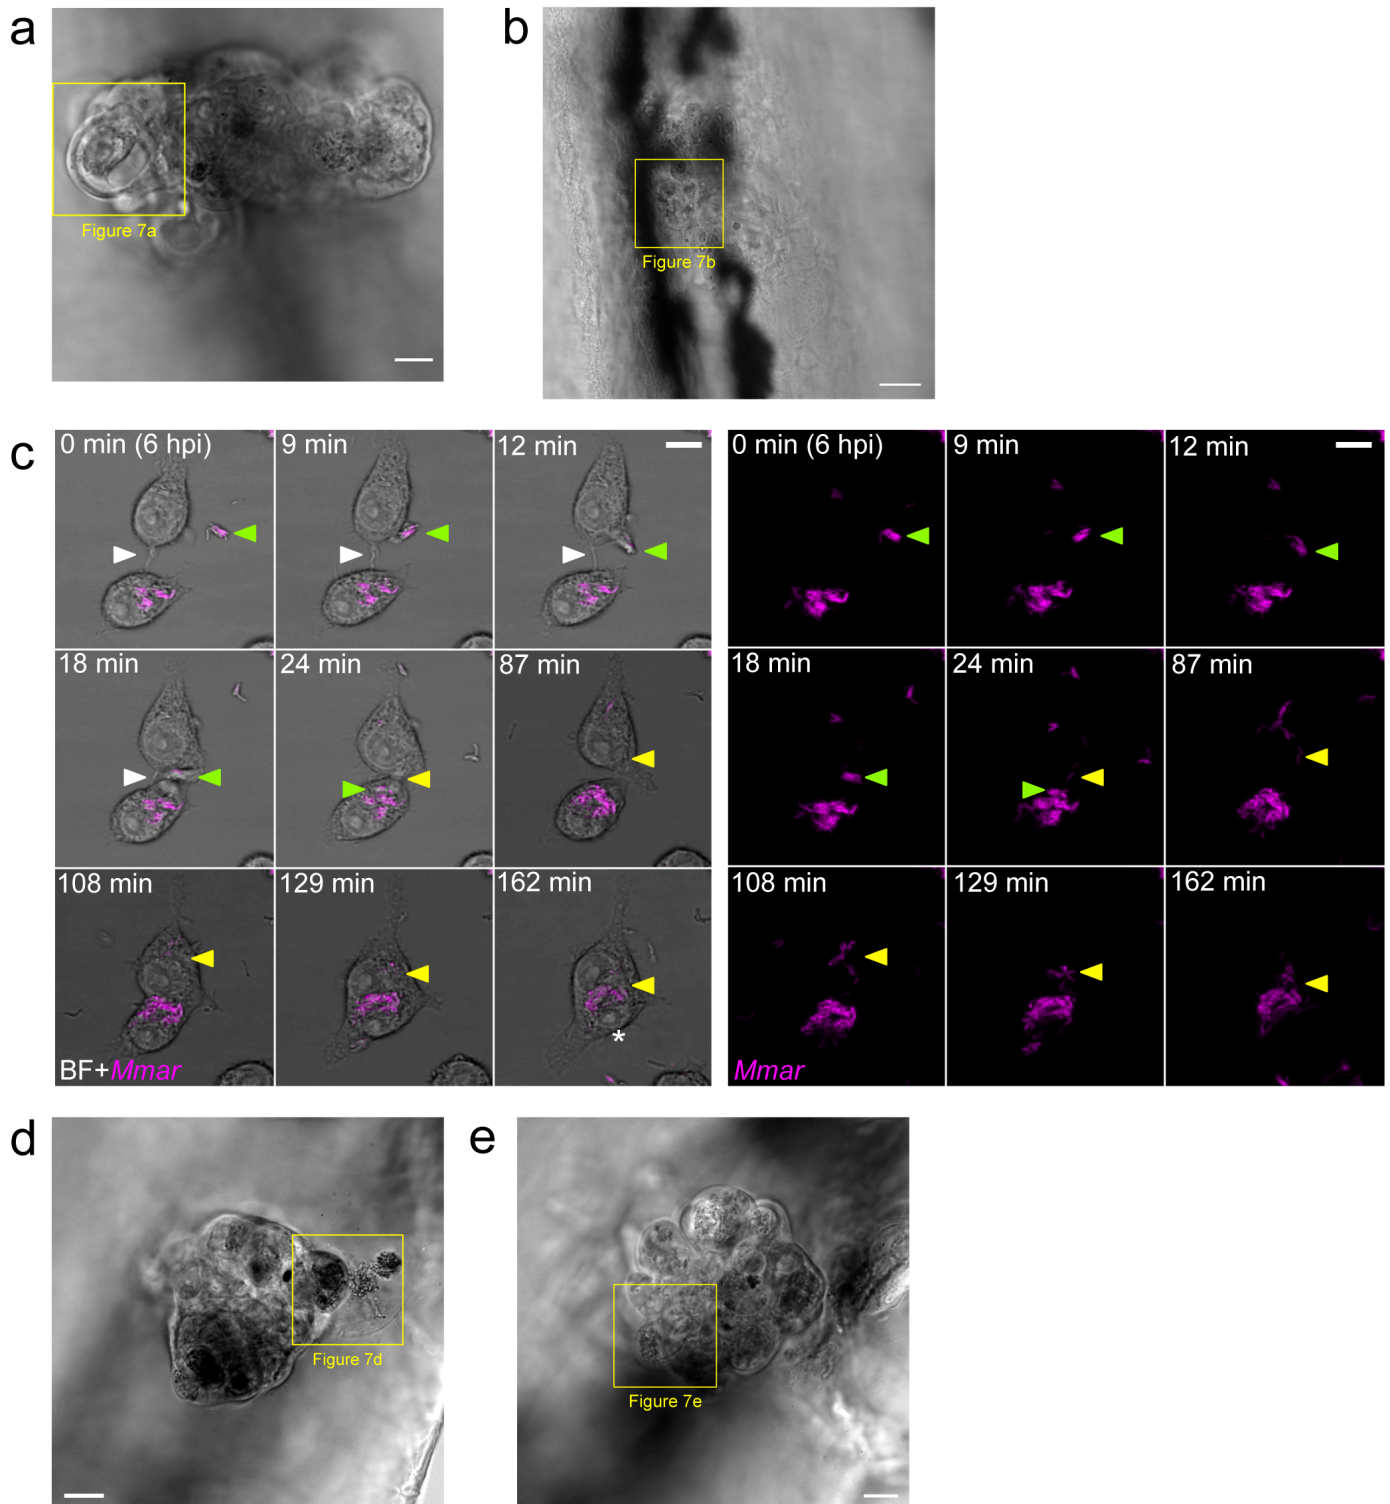 a
b
Figure 7a
Figure 7b
c
0 min (6 hpi)
9 min
12 min
0 min (6 hpi)
9 min
12 min
18 min
24 min
87 min
18 min
24 min
87 min
108 min
129 min
162 min
108 min
129 min
162 min
*
BF+Mmar
Mmar
d
e
Figure 7d
Figure 7e